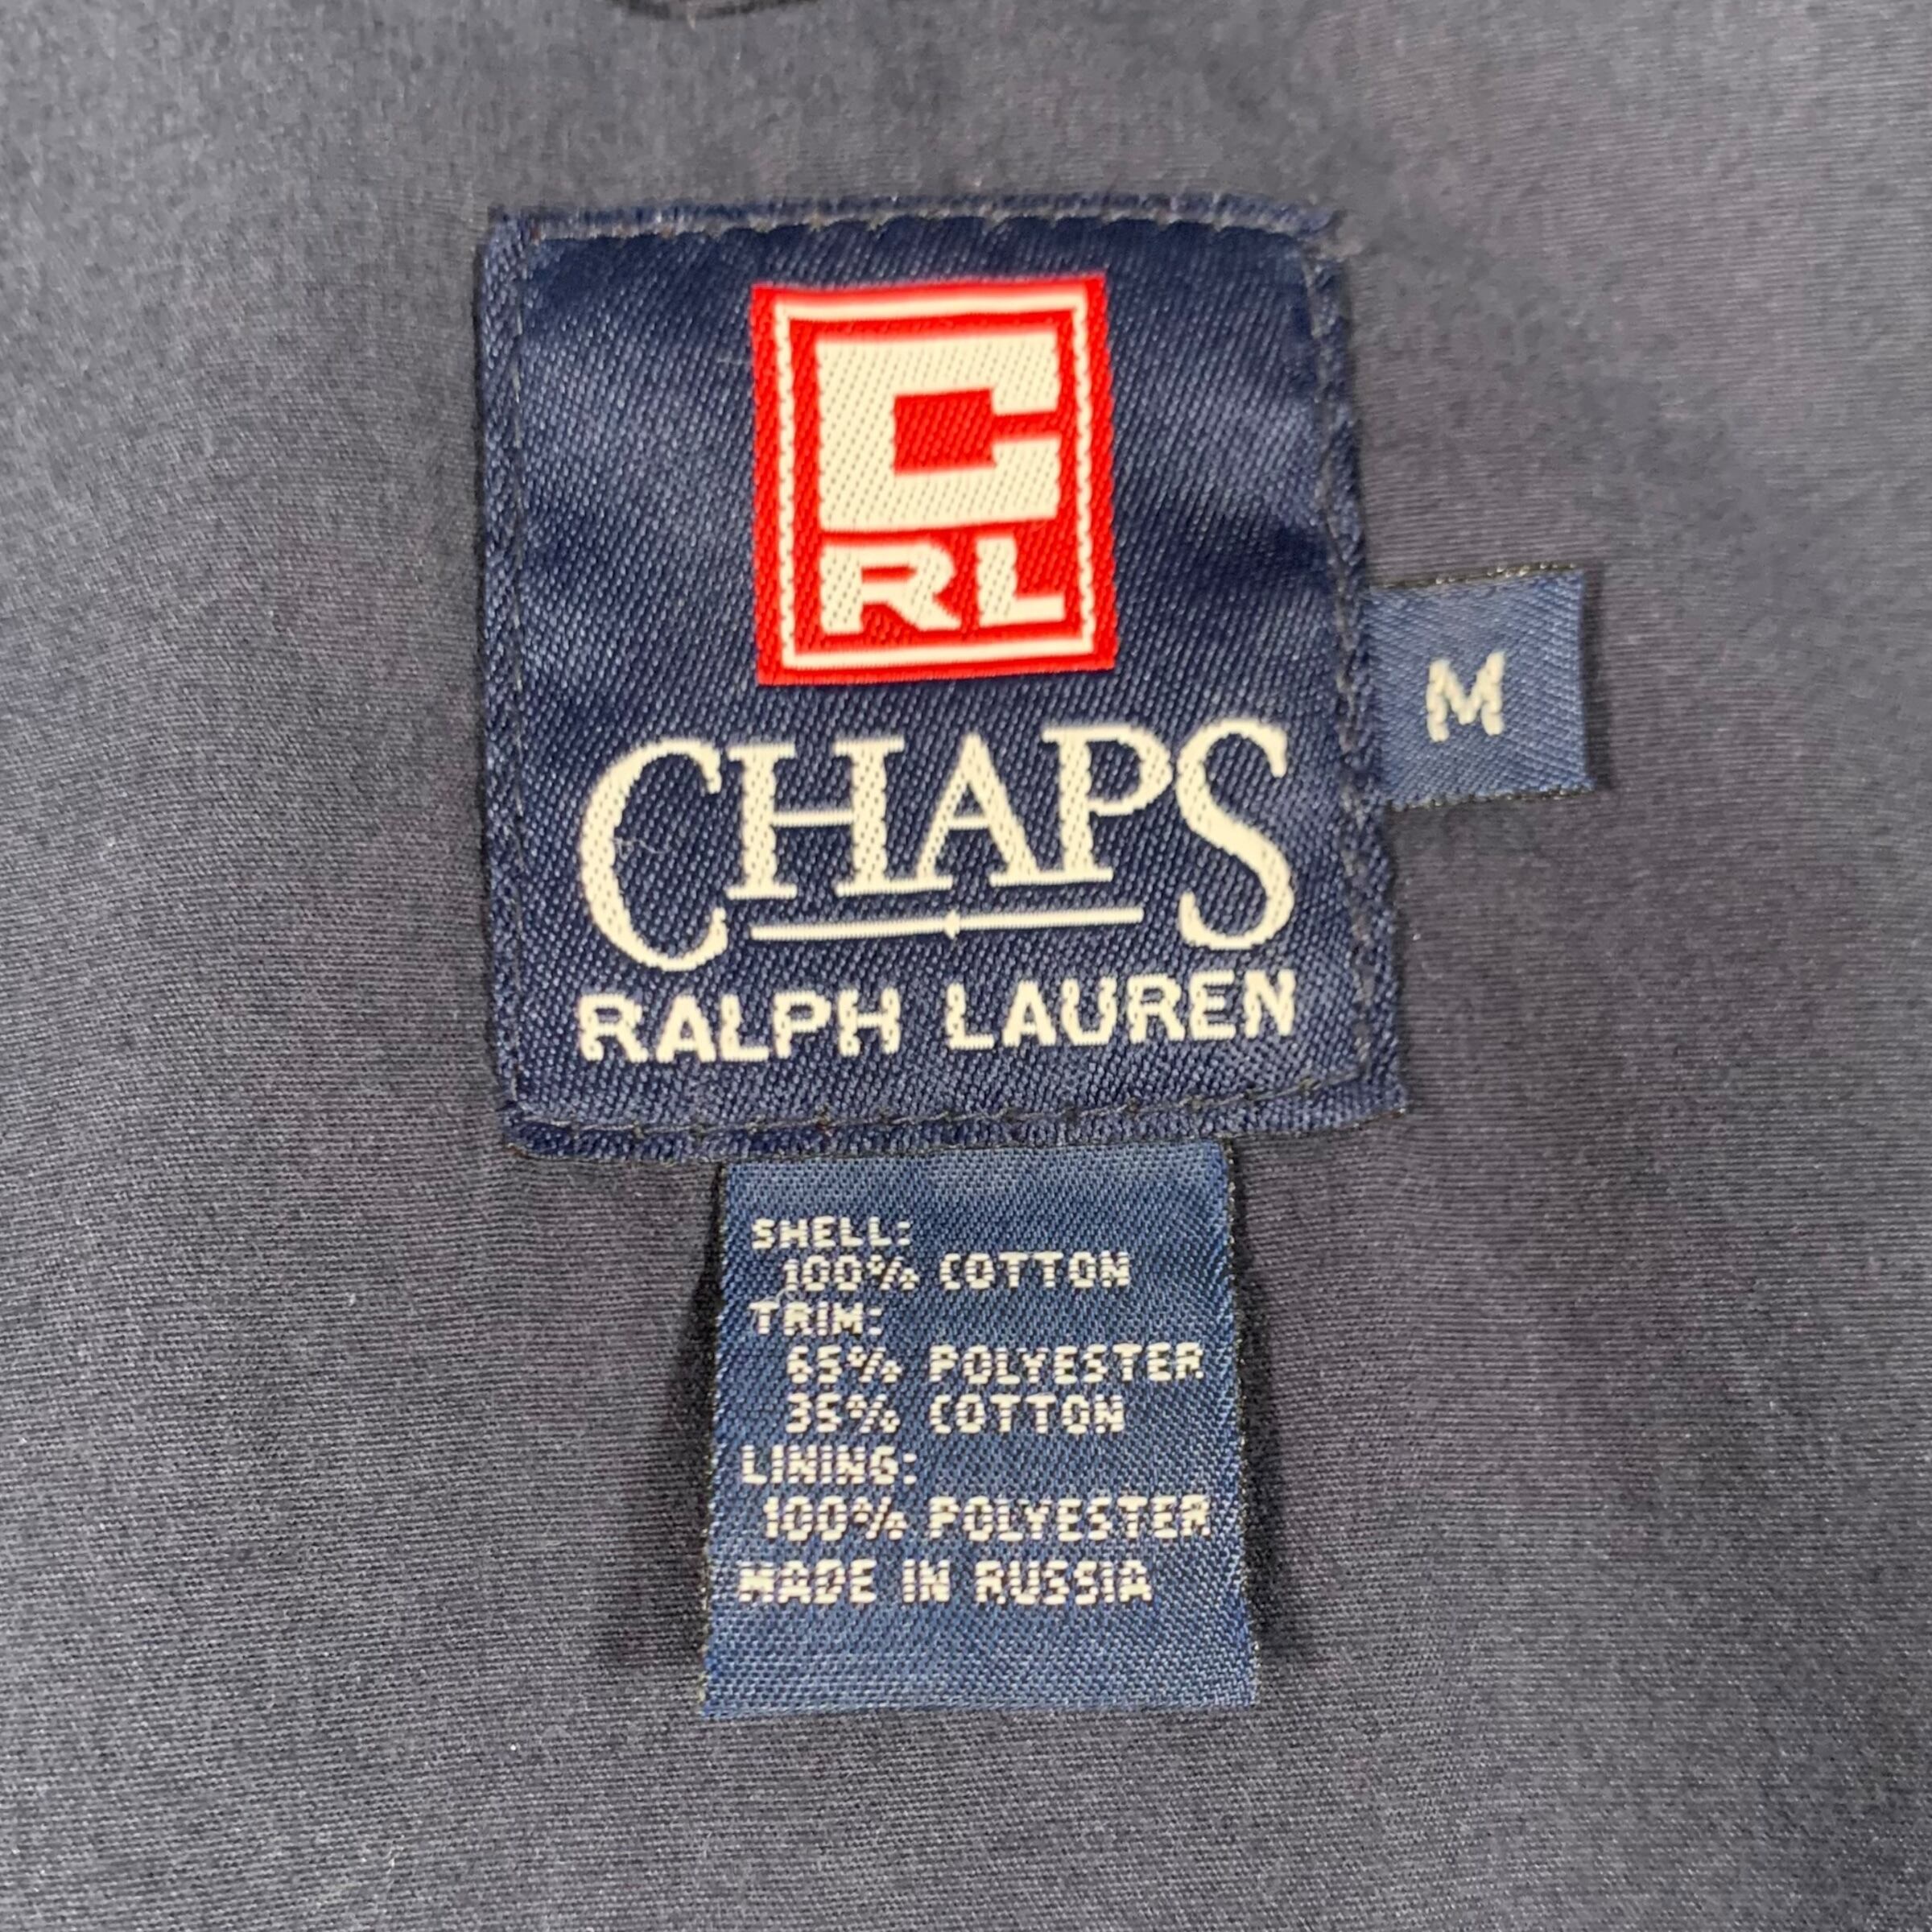 C
RL
CHAPS
RALPH LAUREN
M
SHELL:
100% COTTON
TRIM:
65% POLYESTER
35% COTTON
LINING:
100% POLYESTER
MADE IN RUSSIA